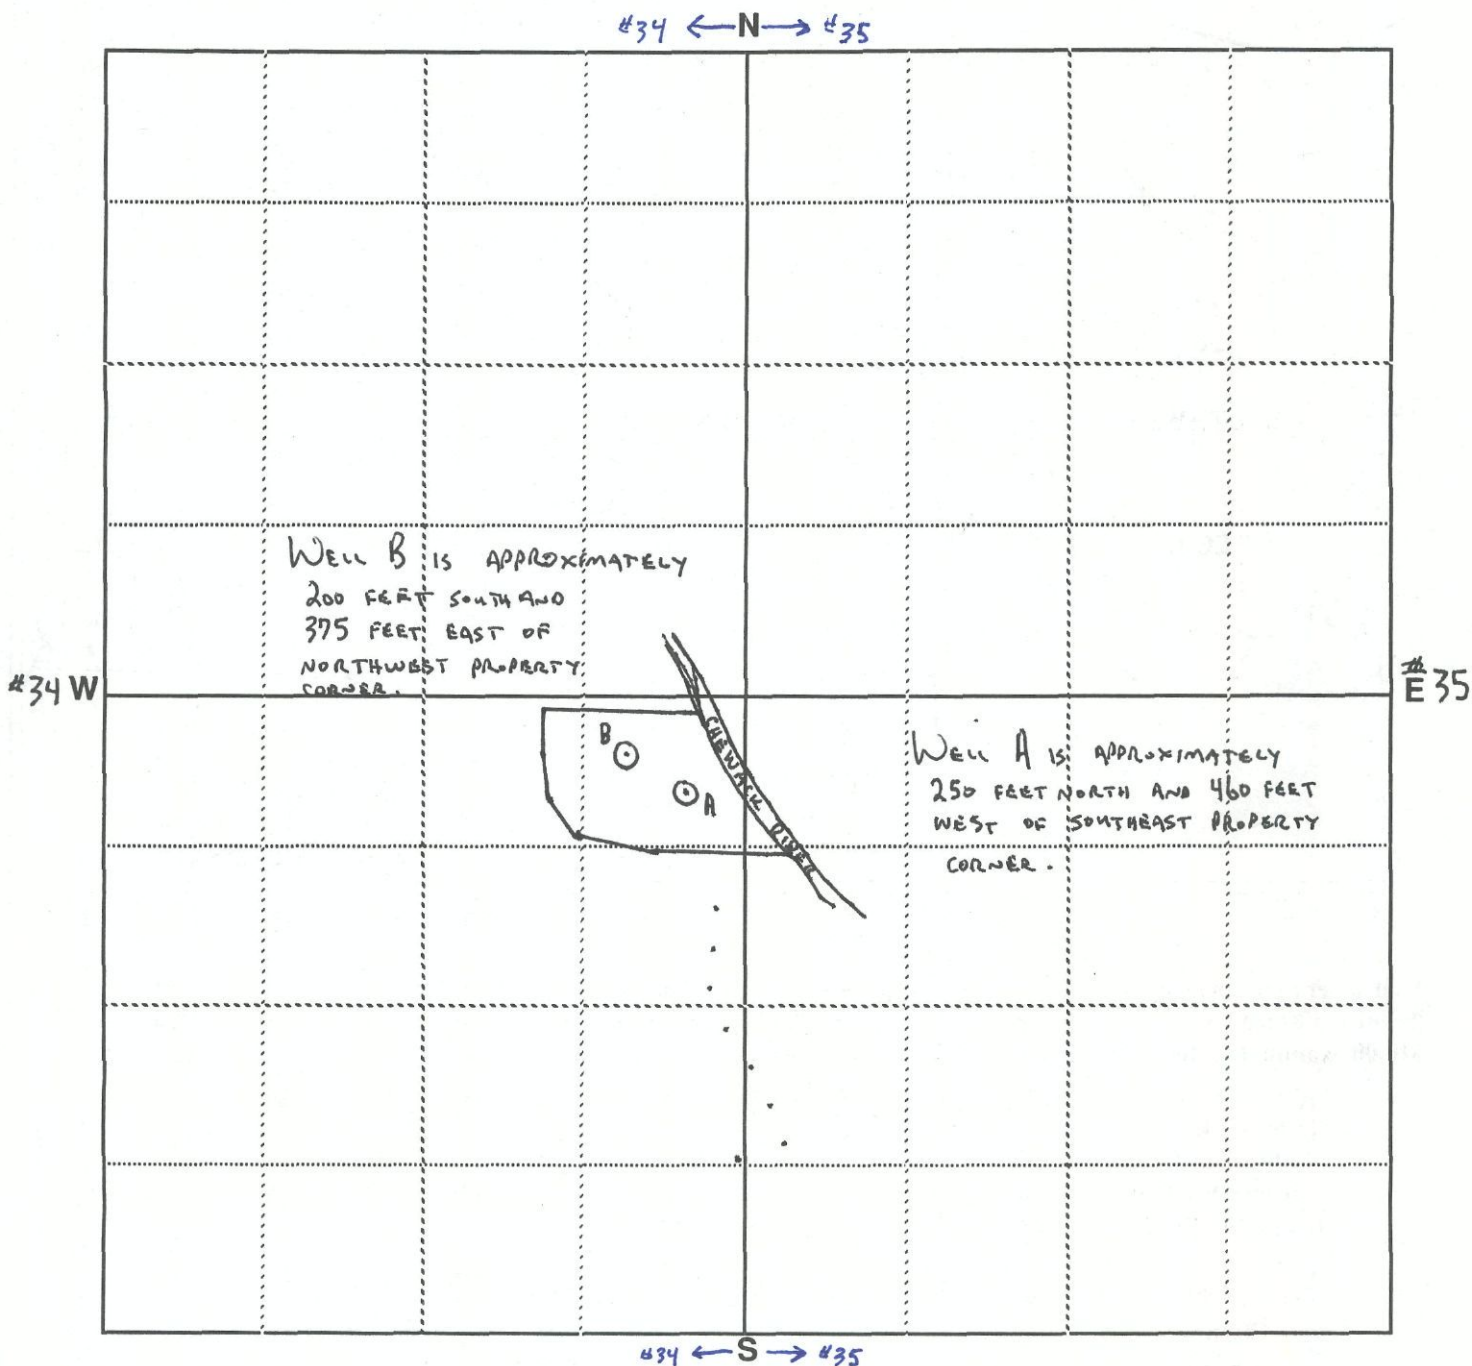 #34 ← N → #35
WELL B IS APPROXIMATELY
200 FEET SOUTH AND
375 FEET EAST OF
NORTHWEST PROPERTY
CORNER.
#34 W
# E 35
B
A
CHEWACK RIVER
WELL A IS APPROXIMATELY
250 FEET NORTH AND 460 FEET
WEST OF SOUTHEAST PROPERTY
CORNER.
#34 ← S → #35